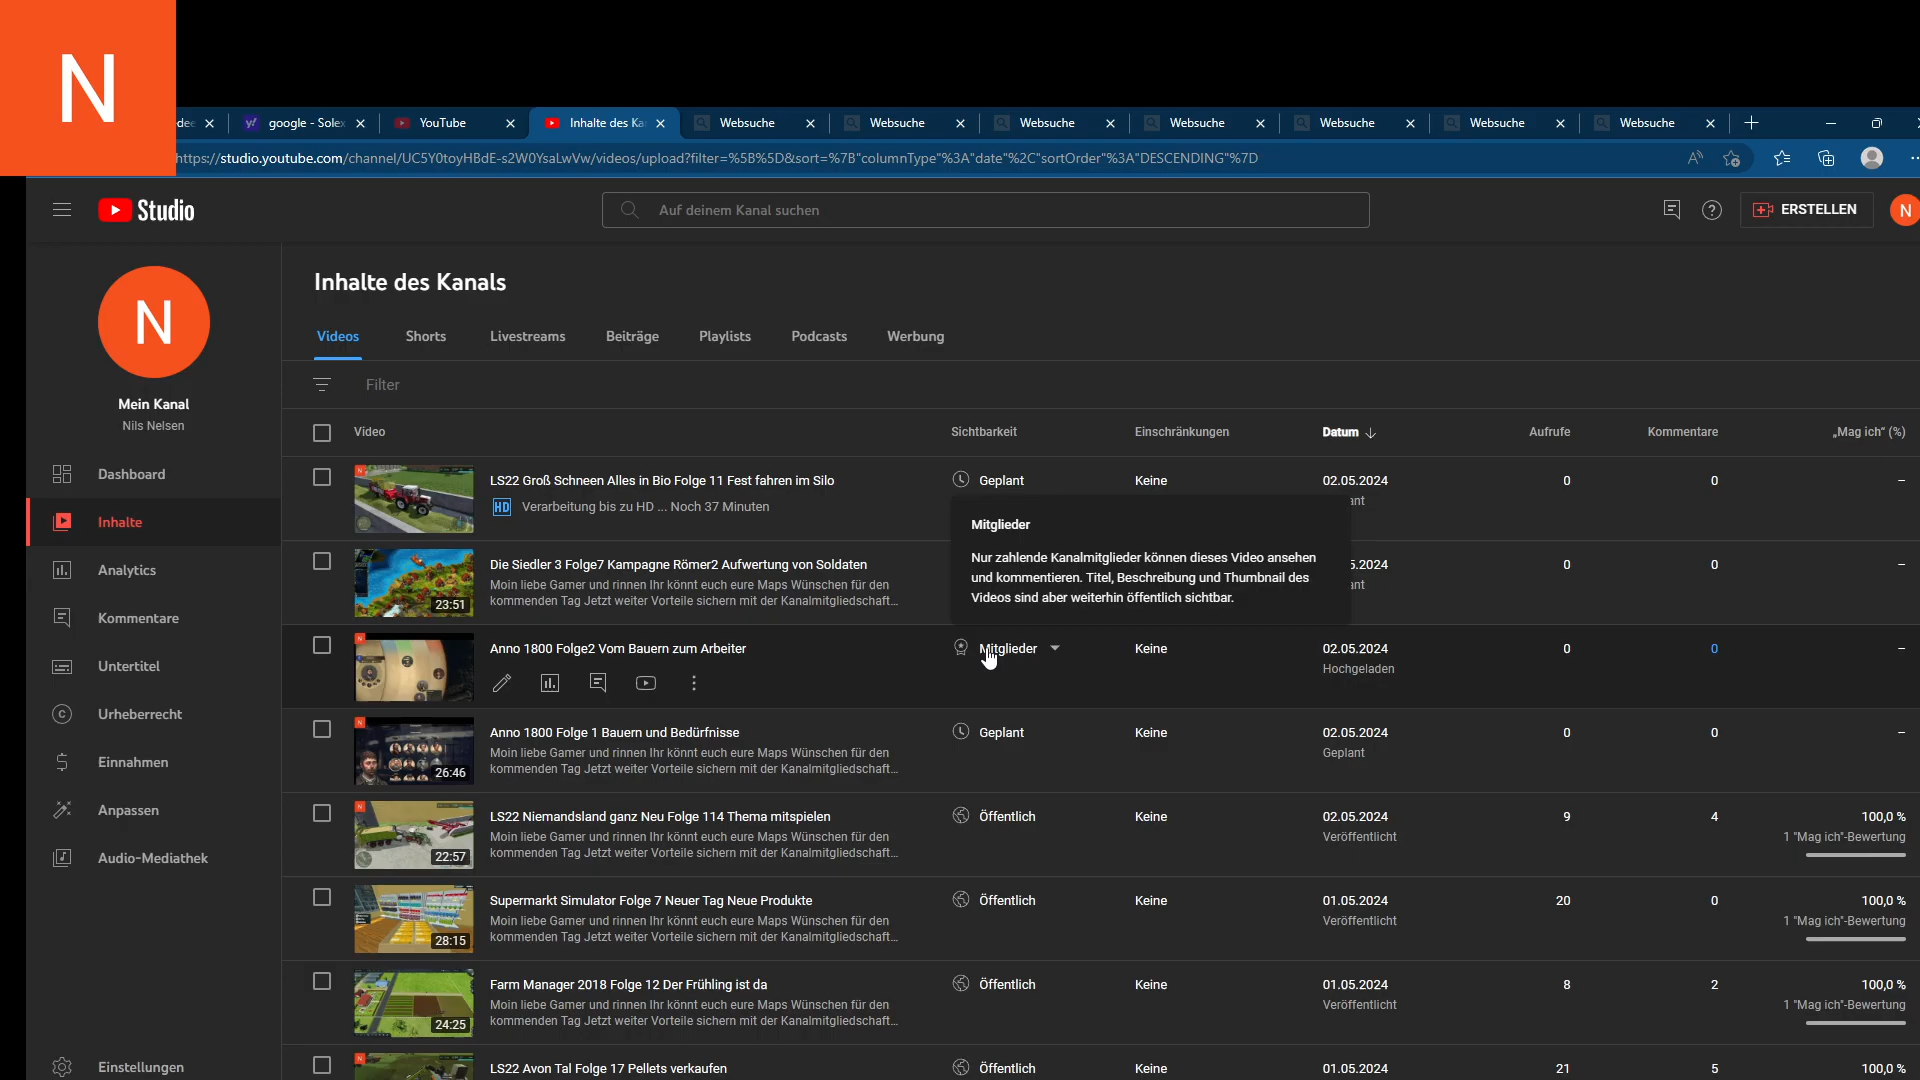 N
dee
google - Solex
YouTube
Inhalte des Ka
Websuche
Websuche
Websuche
Websuche
Websuche
Websuche
Websuche
https://studio.youtube.com/channel/UC5Y0toyHBdE-s2W0YsaLwVw/videos/upload?filter=%5B%5D&sort=%7B"columnType"%3A"date"%2C"sortOrder"%3A"DESCENDING"%7D
Studio
Auf deinem Kanal suchen
ERSTELLEN
N
N
Mein Kanal
Nils Nelsen
Dashboard
Inhalte
Analytics
Kommentare
Untertitel
Urheberrecht
Einnahmen
Anpassen
Audio-Mediathek
Einstellungen
Inhalte des Kanals
Videos Shorts Livestreams Beiträge Playlists Podcasts Werbung
Filter
Video Sichtbarkeit Einschränkungen Datum Aufrufe Kommentare „Mag ich“ (%)
LS22 Groß Schneen Alles in Bio Folge 11 Fest fahren im Silo Geplant Keine 02.05.2024 0 0 –
HD Verarbeitung bis zu HD ... Noch 37 Minuten ant
Mitglieder
Nur zahlende Kanalmitglieder können dieses Video ansehen
und kommentieren. Titel, Beschreibung und Thumbnail des
Videos sind aber weiterhin öffentlich sichtbar.
Die Siedler 3 Folge7 Kampagne Römer2 Aufwertung von Soldaten 5.2024 0 0 –
Moin liebe Gamer und rinnen Ihr könnt euch eure Maps Wünschen für den ant
kommenden Tag Jetzt weiter Vorteile sichern mit der Kanalmitgliedschaft...
23:51
Anno 1800 Folge2 Vom Bauern zum Arbeiter Mitglieder Keine 02.05.2024 0 0 –
Hochgeladen
Anno 1800 Folge 1 Bauern und Bedürfnisse Geplant Keine 02.05.2024 0 0 –
Moin liebe Gamer und rinnen Ihr könnt euch eure Maps Wünschen für den Geplant
kommenden Tag Jetzt weiter Vorteile sichern mit der Kanalmitgliedschaft...
26:46
LS22 Niemandsland ganz Neu Folge 114 Thema mitspielen Öffentlich Keine 02.05.2024 9 4 100,0 %
Moin liebe Gamer und rinnen Ihr könnt euch eure Maps Wünschen für den Veröffentlicht 1 "Mag ich"-Bewertung
kommenden Tag Jetzt weiter Vorteile sichern mit der Kanalmitgliedschaft...
22:57
Supermarkt Simulator Folge 7 Neuer Tag Neue Produkte Öffentlich Keine 01.05.2024 20 0 100,0 %
Moin liebe Gamer und rinnen Ihr könnt euch eure Maps Wünschen für den Veröffentlicht 1 "Mag ich"-Bewertung
kommenden Tag Jetzt weiter Vorteile sichern mit der Kanalmitgliedschaft...
28:15
Farm Manager 2018 Folge 12 Der Frühling ist da Öffentlich Keine 01.05.2024 8 2 100,0 %
Moin liebe Gamer und rinnen Ihr könnt euch eure Maps Wünschen für den Veröffentlicht 1 "Mag ich"-Bewertung
kommenden Tag Jetzt weiter Vorteile sichern mit der Kanalmitgliedschaft...
24:25
LS22 Avon Tal Folge 17 Pellets verkaufen Öffentlich Keine 01.05.2024 21 5 100,0 %